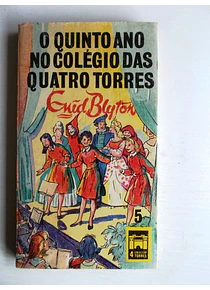 O QUINTO ANO
NO COLÉGIO DAS
QUATRO TORRES
Enid Blyton
5
4
TORRES